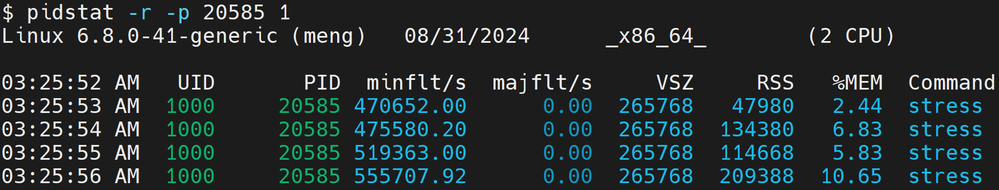 $ pidstat -r -p 20585 1
Linux 6.8.0-41-generic (meng) 08/31/2024 _x86_64_ (2 CPU)
03:25:52 AM UID PID minflt/s majflt/s VSZ RSS %MEM Command
03:25:53 AM 1000 20585 470652.00 0.00 265768 47980 2.44 stress
03:25:54 AM 1000 20585 475580.20 0.00 265768 134380 6.83 stress
03:25:55 AM 1000 20585 519363.00 0.00 265768 114668 5.83 stress
03:25:56 AM 1000 20585 555707.92 0.00 265768 209388 10.65 stress